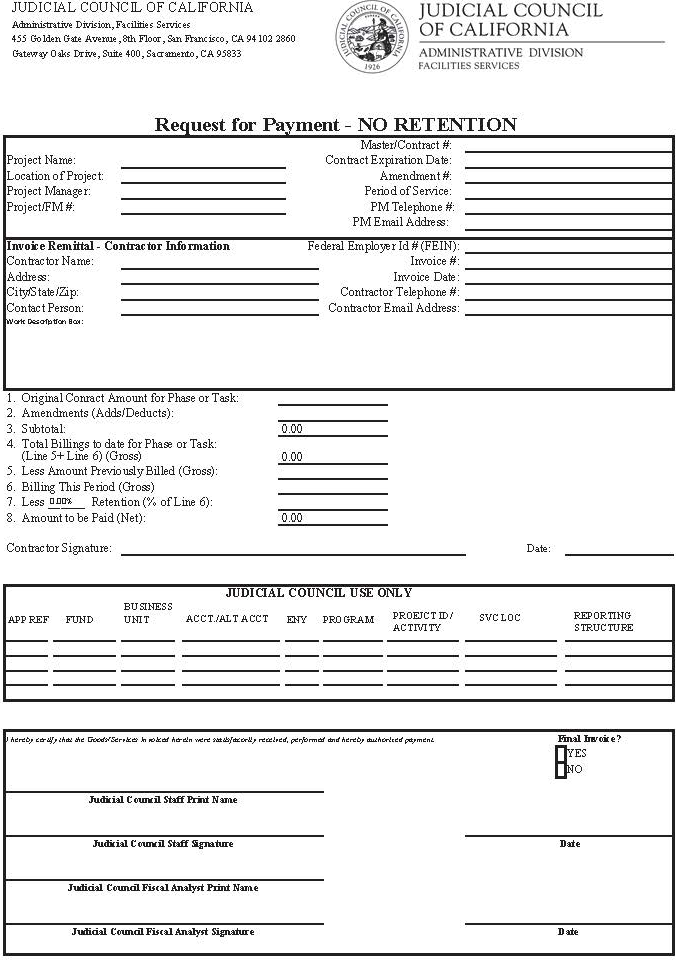 JUDICIAL COUNCIL OF CALIFORNIA
Administrative Division, Facilities Services
455 Golden Gate Avenue, 8th Floor, San Francisco, CA 94102 2860
Gateway Oaks Drive, Suite 400, Sacramento, CA 95833
JUDICIAL COUNCIL OF CALIFORNIA
1926
JUDICIAL COUNCIL
OF CALIFORNIA
ADMINISTRATIVE DIVISION
FACILITIES SERVICES
Request for Payment - NO RETENTION
Master/Contract #:
Project Name: Contract Expiration Date:
Location of Project: Amendment #:
Project Manager: Period of Service:
Project/FM #: PM Telephone #:
PM Email Address:
Invoice Remittal - Contractor Information Federal Employer Id # (FEIN):
Contractor Name: Invoice #:
Address: Invoice Date:
City/State/Zip: Contractor Telephone #:
Contact Person: Contractor Email Address:
Work Description Box:
1. Original Conract Amount for Phase or Task:
2. Amendments (Adds/Deducts):
3. Subtotal: 0.00
4. Total Billings to date for Phase or Task:
(Line 5+ Line 6) (Gross) 0.00
5. Less Amount Previously Billed (Gross):
6. Billing This Period (Gross)
7. Less 0.00% Retention (% of Line 6):
8. Amount to be Paid (Net): 0.00
Contractor Signature: Date:
JUDICIAL COUNCIL USE ONLY
APP REF FUND BUSINESS UNIT ACCT./ALT ACCT ENY PROGRAM PROEJCT ID/ ACTIVITY SVC LOC REPORTING STRUCTURE
I hereby certify that the Goods/Services invoiced herein were statisfacorily received, performed and hereby authorized payment. Final Invoice?
YES
NO
Judicial Council Staff Print Name
Judicial Council Staff Signature Date
Judicial Council Fiscal Analyst Print Name
Judicial Council Fiscal Analyst Signature Date